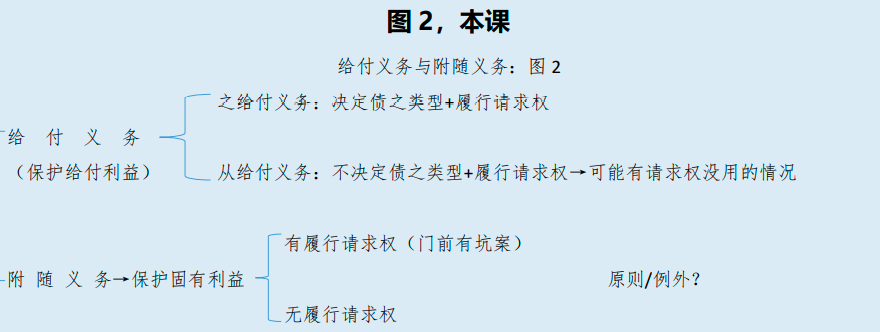 图 2，本课
给付义务与附随义务：图 2
之给付义务：决定债之类型+履行请求权
给 付 义 务
（保护给付利益）
从给付义务：不决定债之类型+履行请求权→可能有请求权没用的情况
有履行请求权（门前有坑案）
附 随 义 务→保护固有利益
原则/例外？
无履行请求权